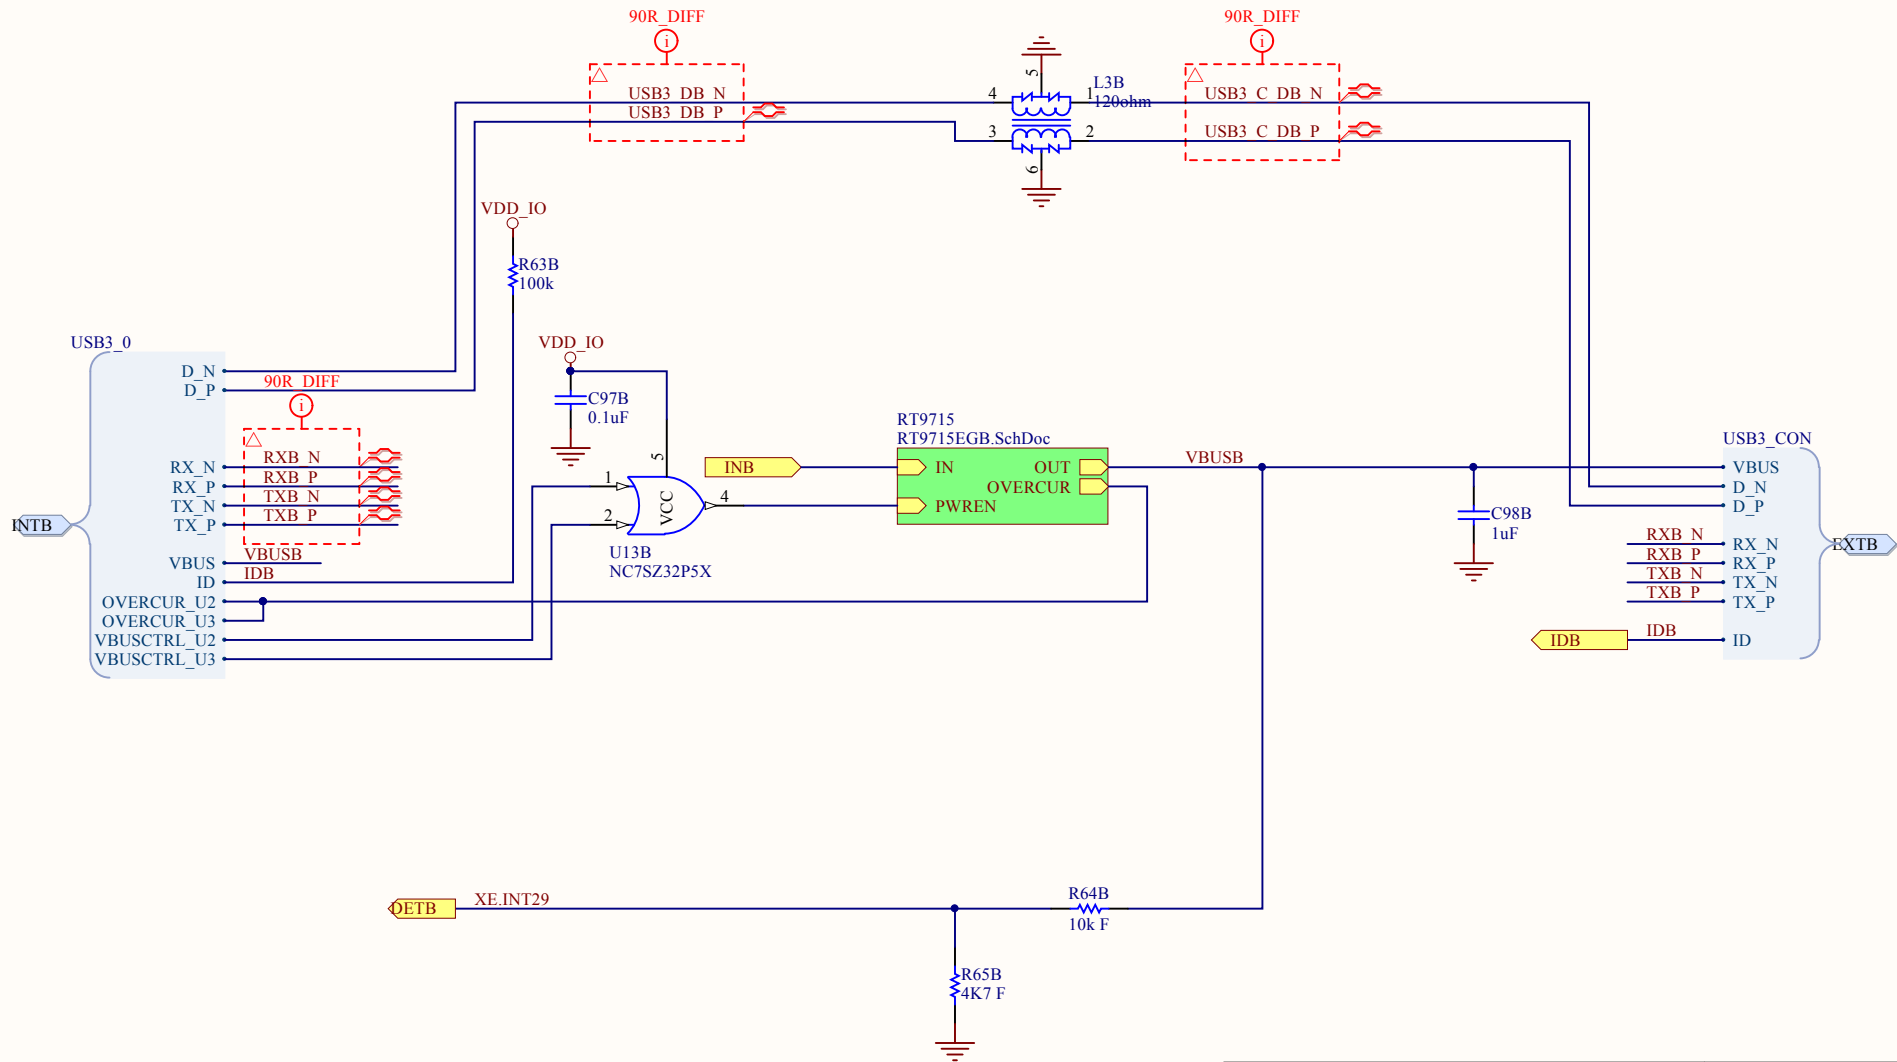 90R_DIFF
90R_DIFF
i
i
USB3_DB_N
USB3_DB_P
4
3
5
6
1
2
L3B
120ohm
USB3_C_DB_N
USB3_C_DB_P
VDD_IO
R63B
100k
VDD_IO
C97B
0.1uF
USB3_0
D_N
D_P
90R_DIFF
i
RX_N
RX_P
TX_N
TX_P
RXB_N
RXB_P
TXB_N
TXB_P
INTB
VBUS
VBUSB
ID
IDB
OVERCUR_U2
OVERCUR_U3
VBUSCTRL_U2
VBUSCTRL_U3
1
2
5
VCC
4
U13B
NC7SZ32P5X
INB
RT9715
RT9715EGB.SchDoc
IN
OUT
OVERCUR
PWREN
VBUSB
C98B
1uF
USB3_CON
VBUS
D_N
D_P
RXB_N
RX_N
RXB_P
RX_P
TXB_N
TX_N
TXB_P
TX_P
IDB
IDB
ID
EXTB
DETB
XE.INT29
R64B
10k F
R65B
4K7 F